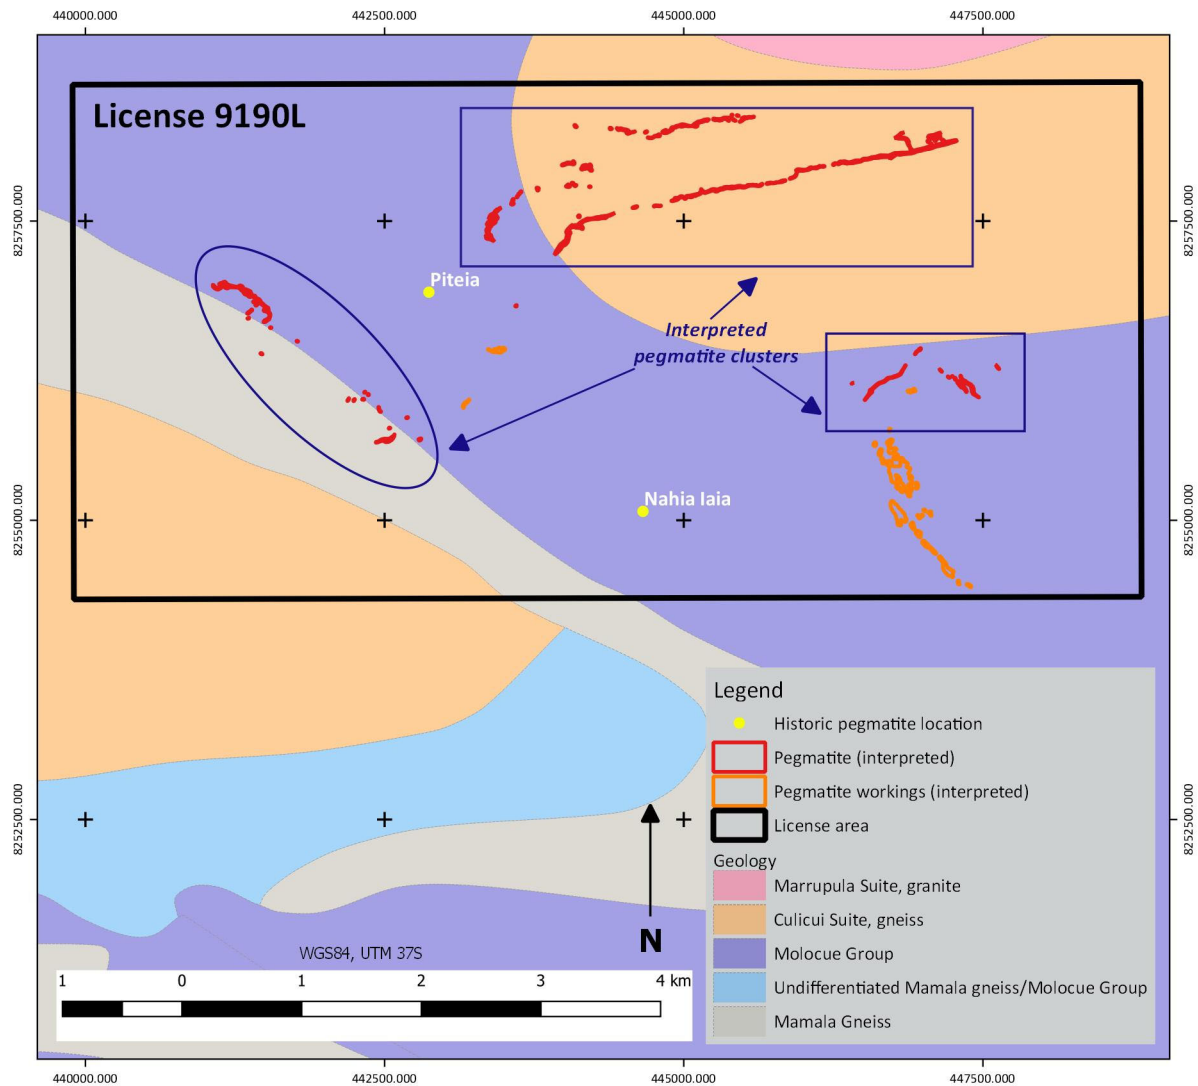 440000.000 442500.000 445000.000 447500.000
License 9190L
8257500.000 8257500.000
Piteia
Interpreted
pegmatite clusters
Nahia Iaia
8255000.000 8255000.000
Legend
Historic pegmatite location
Pegmatite (interpreted)
Pegmatite workings (interpreted)
License area
8252500.000 8252500.000
Geology
Marrupula Suite, granite
Culicui Suite, gneiss
Molocue Group
Undifferentiated Mamala gneiss/Molocue Group
Mamala Gneiss
N
WGS84, UTM 37S
1 0 1 2 3 4 km
440000.000 442500.000 445000.000 447500.000